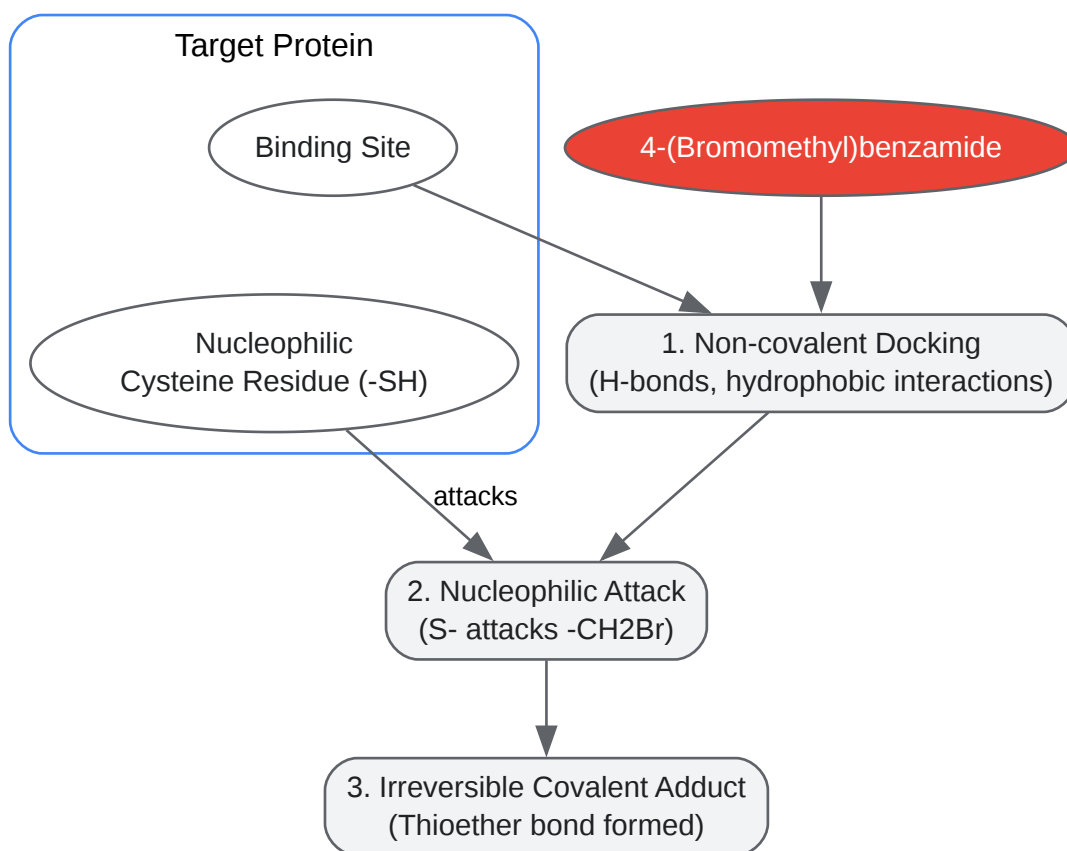 Target Protein
Binding Site
4-(Bromomethyl)benzamide
Nucleophilic
Cysteine Residue (-SH)
1. Non-covalent Docking
(H-bonds, hydrophobic interactions)
attacks
2. Nucleophilic Attack
(S- attacks -CH2Br)
3. Irreversible Covalent Adduct
(Thioether bond formed)